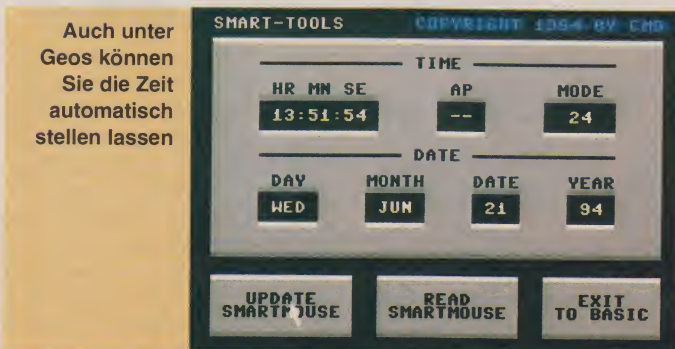 Auch unter
Geos können
Sie die Zeit
automatisch
stellen lassen
SMART-TOOLS COPYRIGHT 1994 BY CMD
TIME
HR MN SE AP MODE
13:51:54 -- 24
DATE
DAY MONTH DATE YEAR
WED JUN 21 94
UPDATE
SMARTMOUSE
READ
SMARTMOUSE
EXIT
TO BASIC